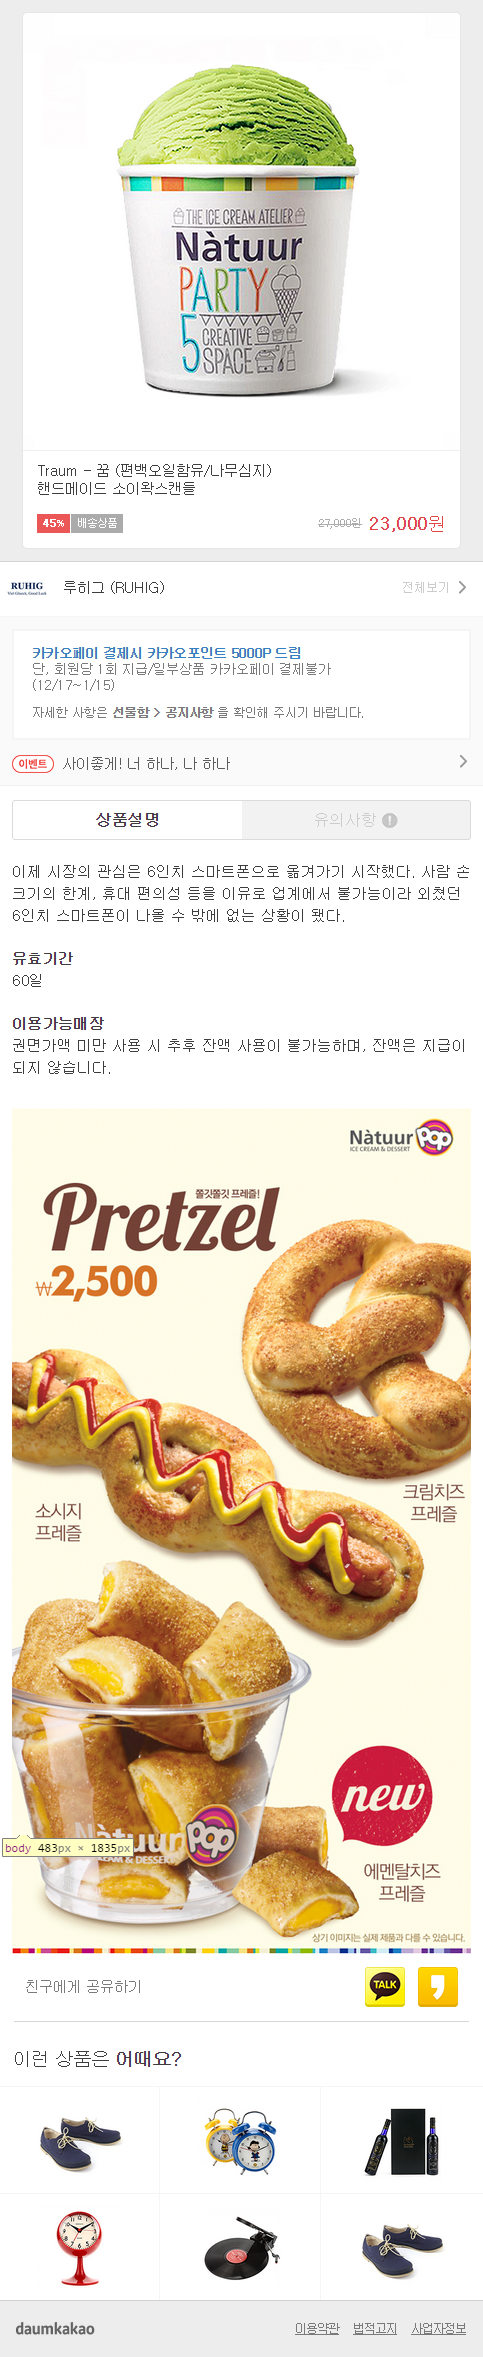 THE ICE CREAM ATELIER
Nàtuur
PARTY
5 CREATIVE
SPACE
Traum - 꿈 (편백오일함유/나무심지)
핸드메이드 소이왁스캔들
45% 배송상품 27,000원 23,000원
RUHIG
루히그 (RUHIG) 전체보기
카카오페이 결제시 카카오포인트 5000P 드림
단, 회원당 1회 지급/일부상품 카카오페이 결제불가
(12/17~1/15)
자세한 사항은 선물함 > 공지사항 을 확인해 주시기 바랍니다.
이벤트 사이좋게! 너 하나, 나 하나
상품설명 유의사항
이제 시장의 관심은 6인치 스마트폰으로 옮겨가기 시작했다. 사람 손
크기의 한계, 휴대 편의성 등을 이유로 업계에서 불가능이라 외쳤던
6인치 스마트폰이 나올 수 밖에 없는 상황이 됐다.
유효기간
60일
이용가능매장
권면가액 미만 사용 시 추후 잔액 사용이 불가능하며, 잔액은 지급이
되지 않습니다.
Nàtuur POP
ICE CREAM & DESSERT
쫄깃쫄깃 프레즐!
Pretzel
₩2,500
크림치즈
프레즐
소시지
프레즐
new
Nàtuur POP
body 483px × 1835px
EAM & DESSER
에멘탈치즈
프레즐
상기 이미지는 실제 제품과 다를 수 있습니다.
친구에게 공유하기
TALK
이런 상품은 어때요?
daumkakao 이용약관 법적고지 사업자정보